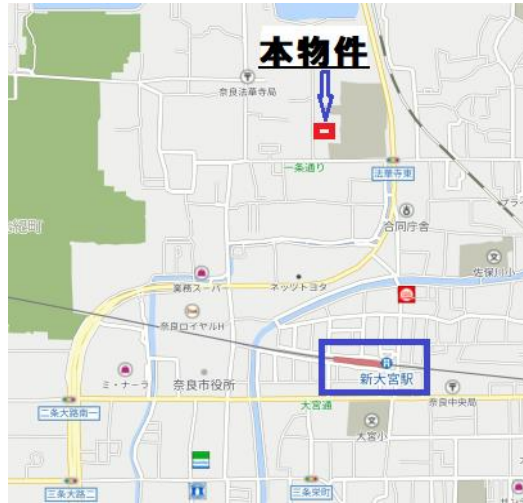 本物件
奈良法華寺局
一条通り
法華寺東
合同庁舎
佐保川小
業務スーパー
ネッツトヨタ
奈良ロイヤルH
ミ・ナーラ
奈良市役所
新大宮駅
奈良中央局
二条大路南一
大宮通
大宮小
三条大路二
三条栄町